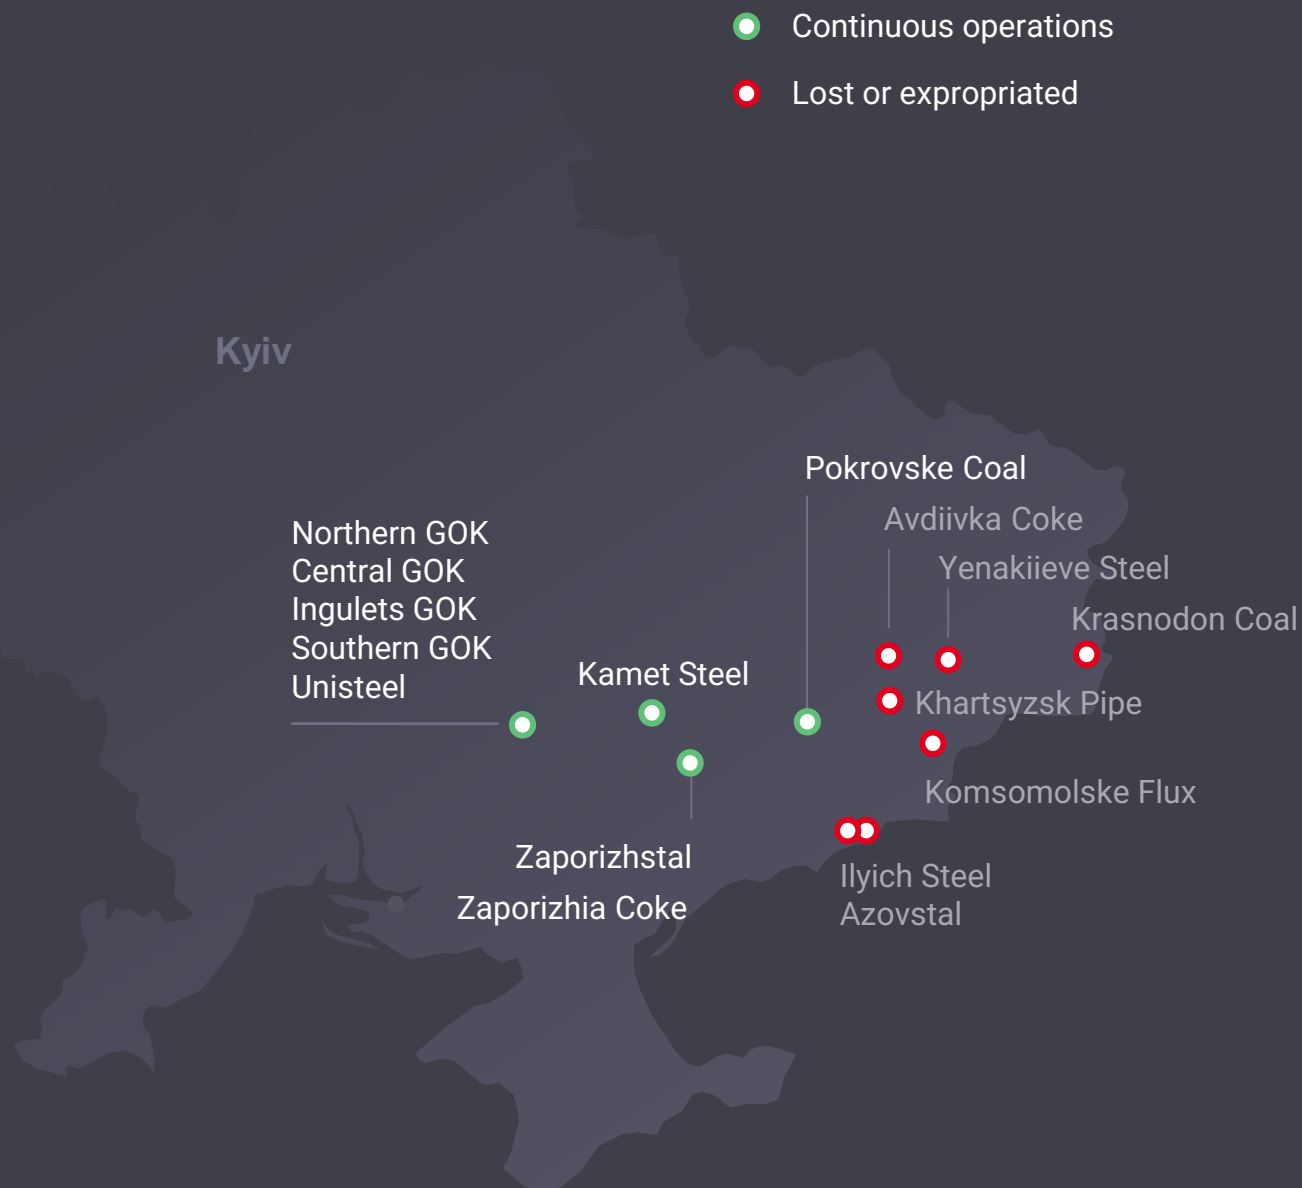 Continuous operations
Lost or expropriated
Kyiv
Pokrovske Coal
Avdiivka Coke
Yenakiieve Steel
Krasnodon Coal
Northern GOK
Central GOK
Ingulets GOK
Southern GOK
Unisteel
Kamet Steel
Khartsyzsk Pipe
Komsomolske Flux
Zaporizhstal
Zaporizhia Coke
Ilyich Steel
Azovstal